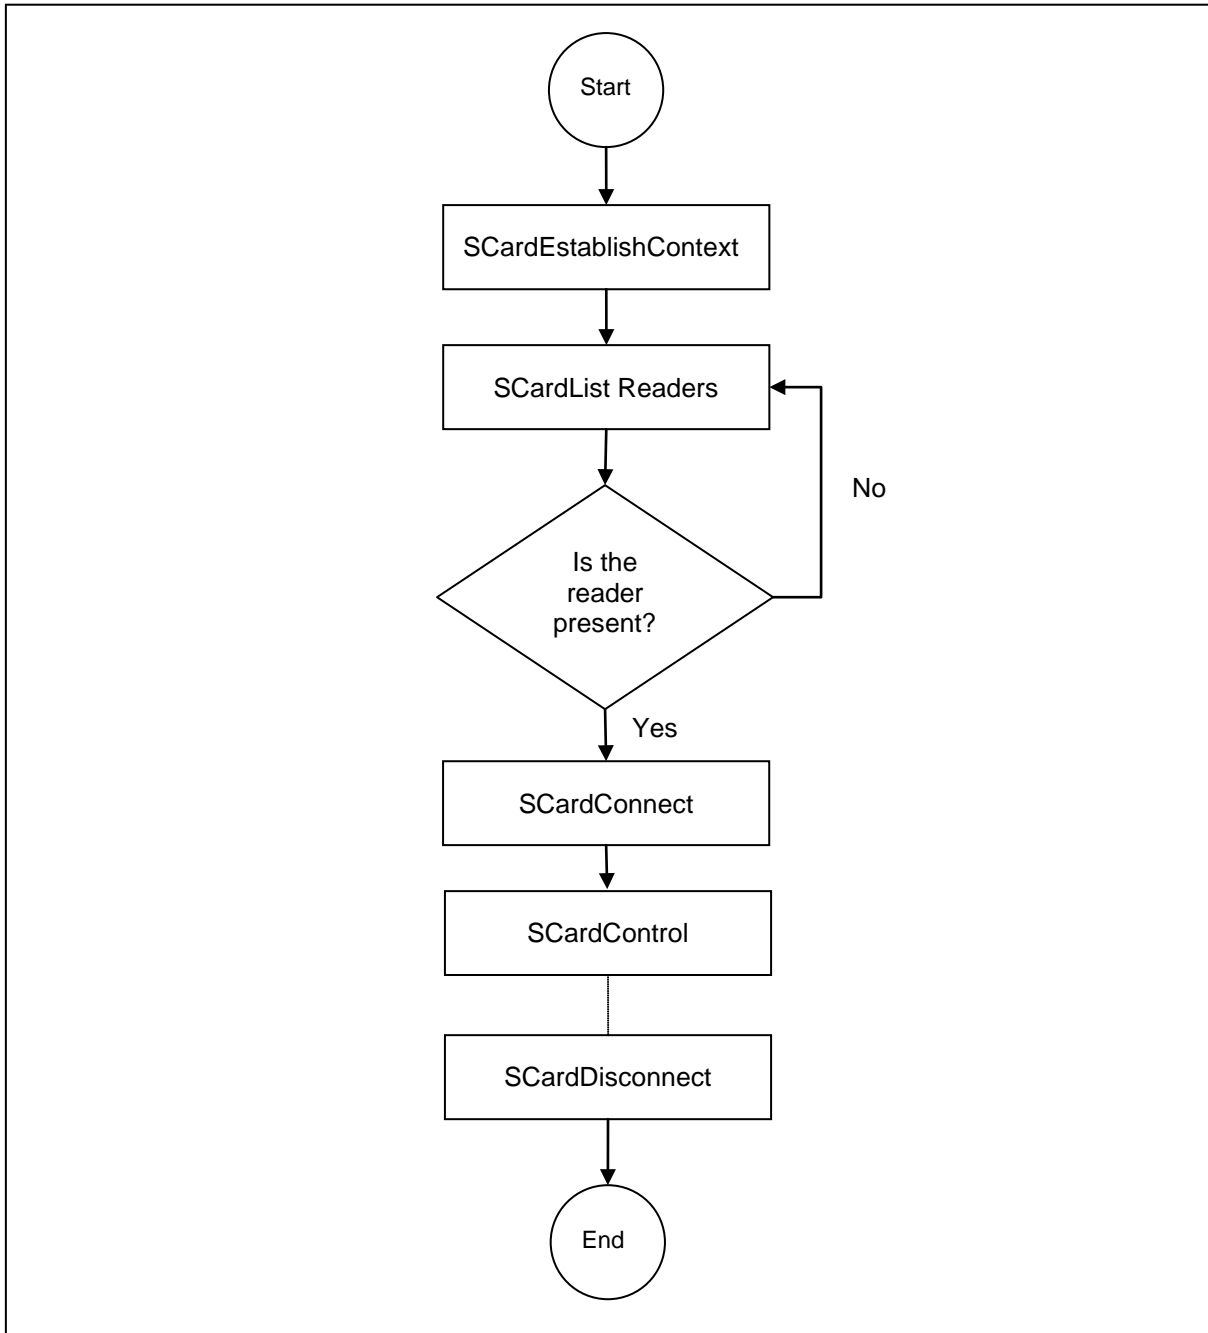 Start
SCardEstablishContext
SCardList Readers
No
Is the
reader
present?
Yes
SCardConnect
SCardControl
SCardDisconnect
End